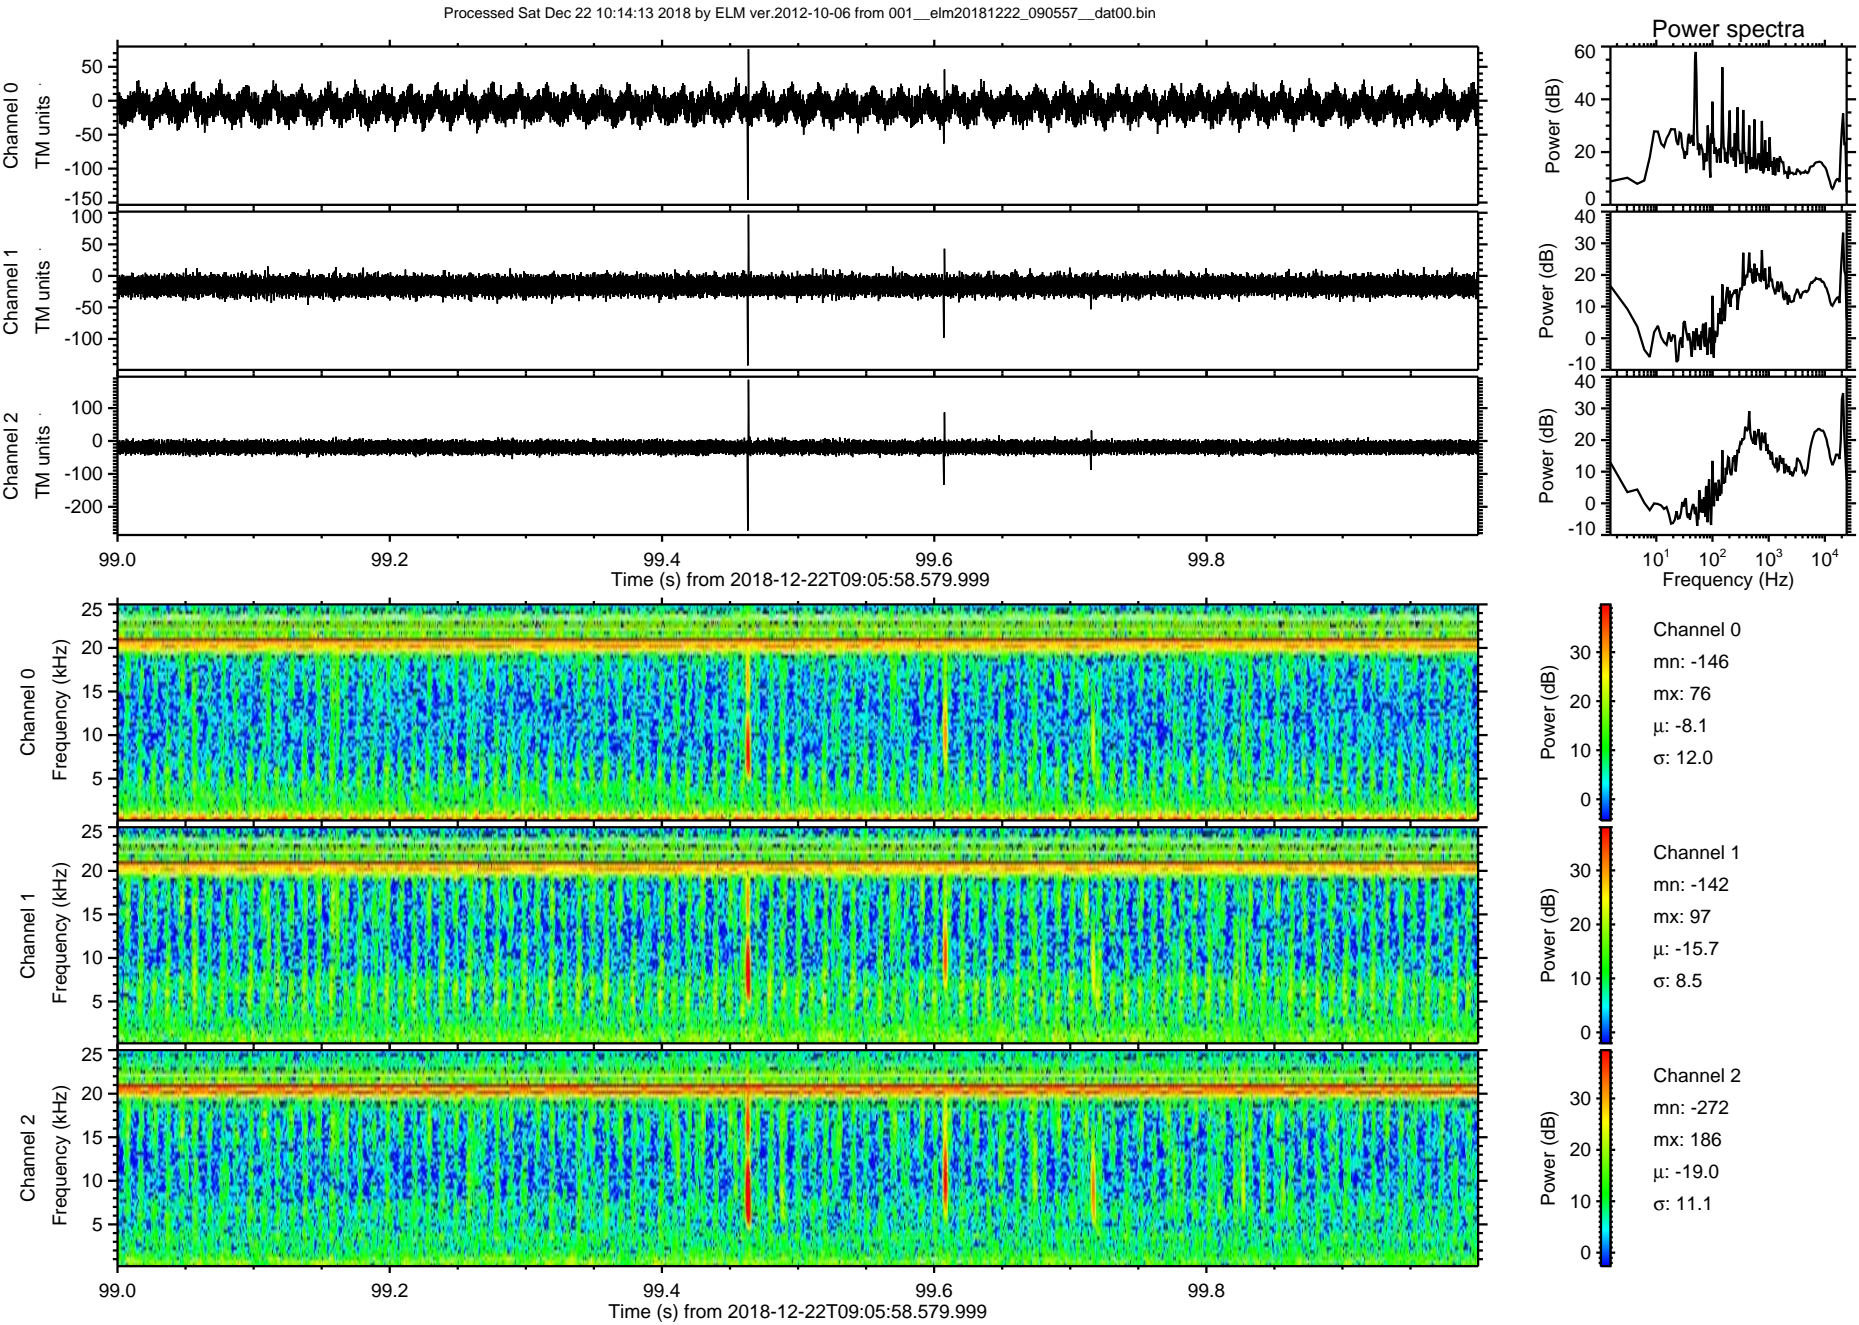 Processed Sat Dec 22 10:14:13 2018 by ELM ver.2012-10-06 from 001__elm20181222_090557__dat00.bin
Power spectra
Channel 0
TM units
50
0
-50
-100
-150
Power (dB)
60
40
20
0
Channel 1
TM units
100
50
0
-50
-100
Power (dB)
40
30
20
10
0
-10
Channel 2
TM units
100
0
-100
-200
Power (dB)
40
30
20
10
0
-10
99.0 99.2 99.4 99.6 99.8
Time (s) from 2018-12-22T09:05:58.579.999
10¹ 10² 10³ 10⁴
Frequency (Hz)
Channel 0
Frequency (kHz)
25
20
15
10
5
Power (dB)
30
20
10
0
Channel 0
mn: -146
mx: 76
μ: -8.1
σ: 12.0
Channel 1
Frequency (kHz)
25
20
15
10
5
Power (dB)
30
20
10
0
Channel 1
mn: -142
mx: 97
μ: -15.7
σ: 8.5
Channel 2
Frequency (kHz)
25
20
15
10
5
Power (dB)
30
20
10
0
Channel 2
mn: -272
mx: 186
μ: -19.0
σ: 11.1
99.0 99.2 99.4 99.6 99.8
Time (s) from 2018-12-22T09:05:58.579.999